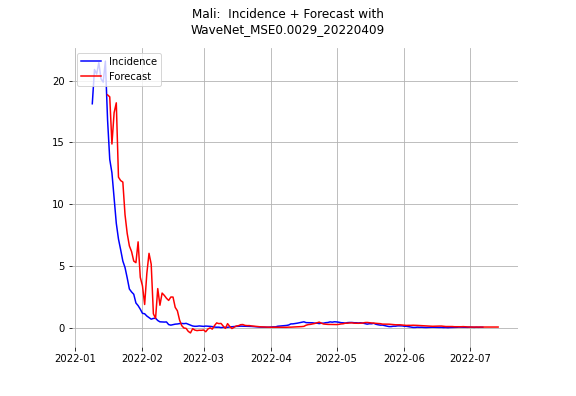 Mali:  Incidence + Forecast with
WaveNet_MSE0.0029_20220409
Incidence
Forecast
20
15
10
5
0
2022-01 2022-02 2022-03 2022-04 2022-05 2022-06 2022-07